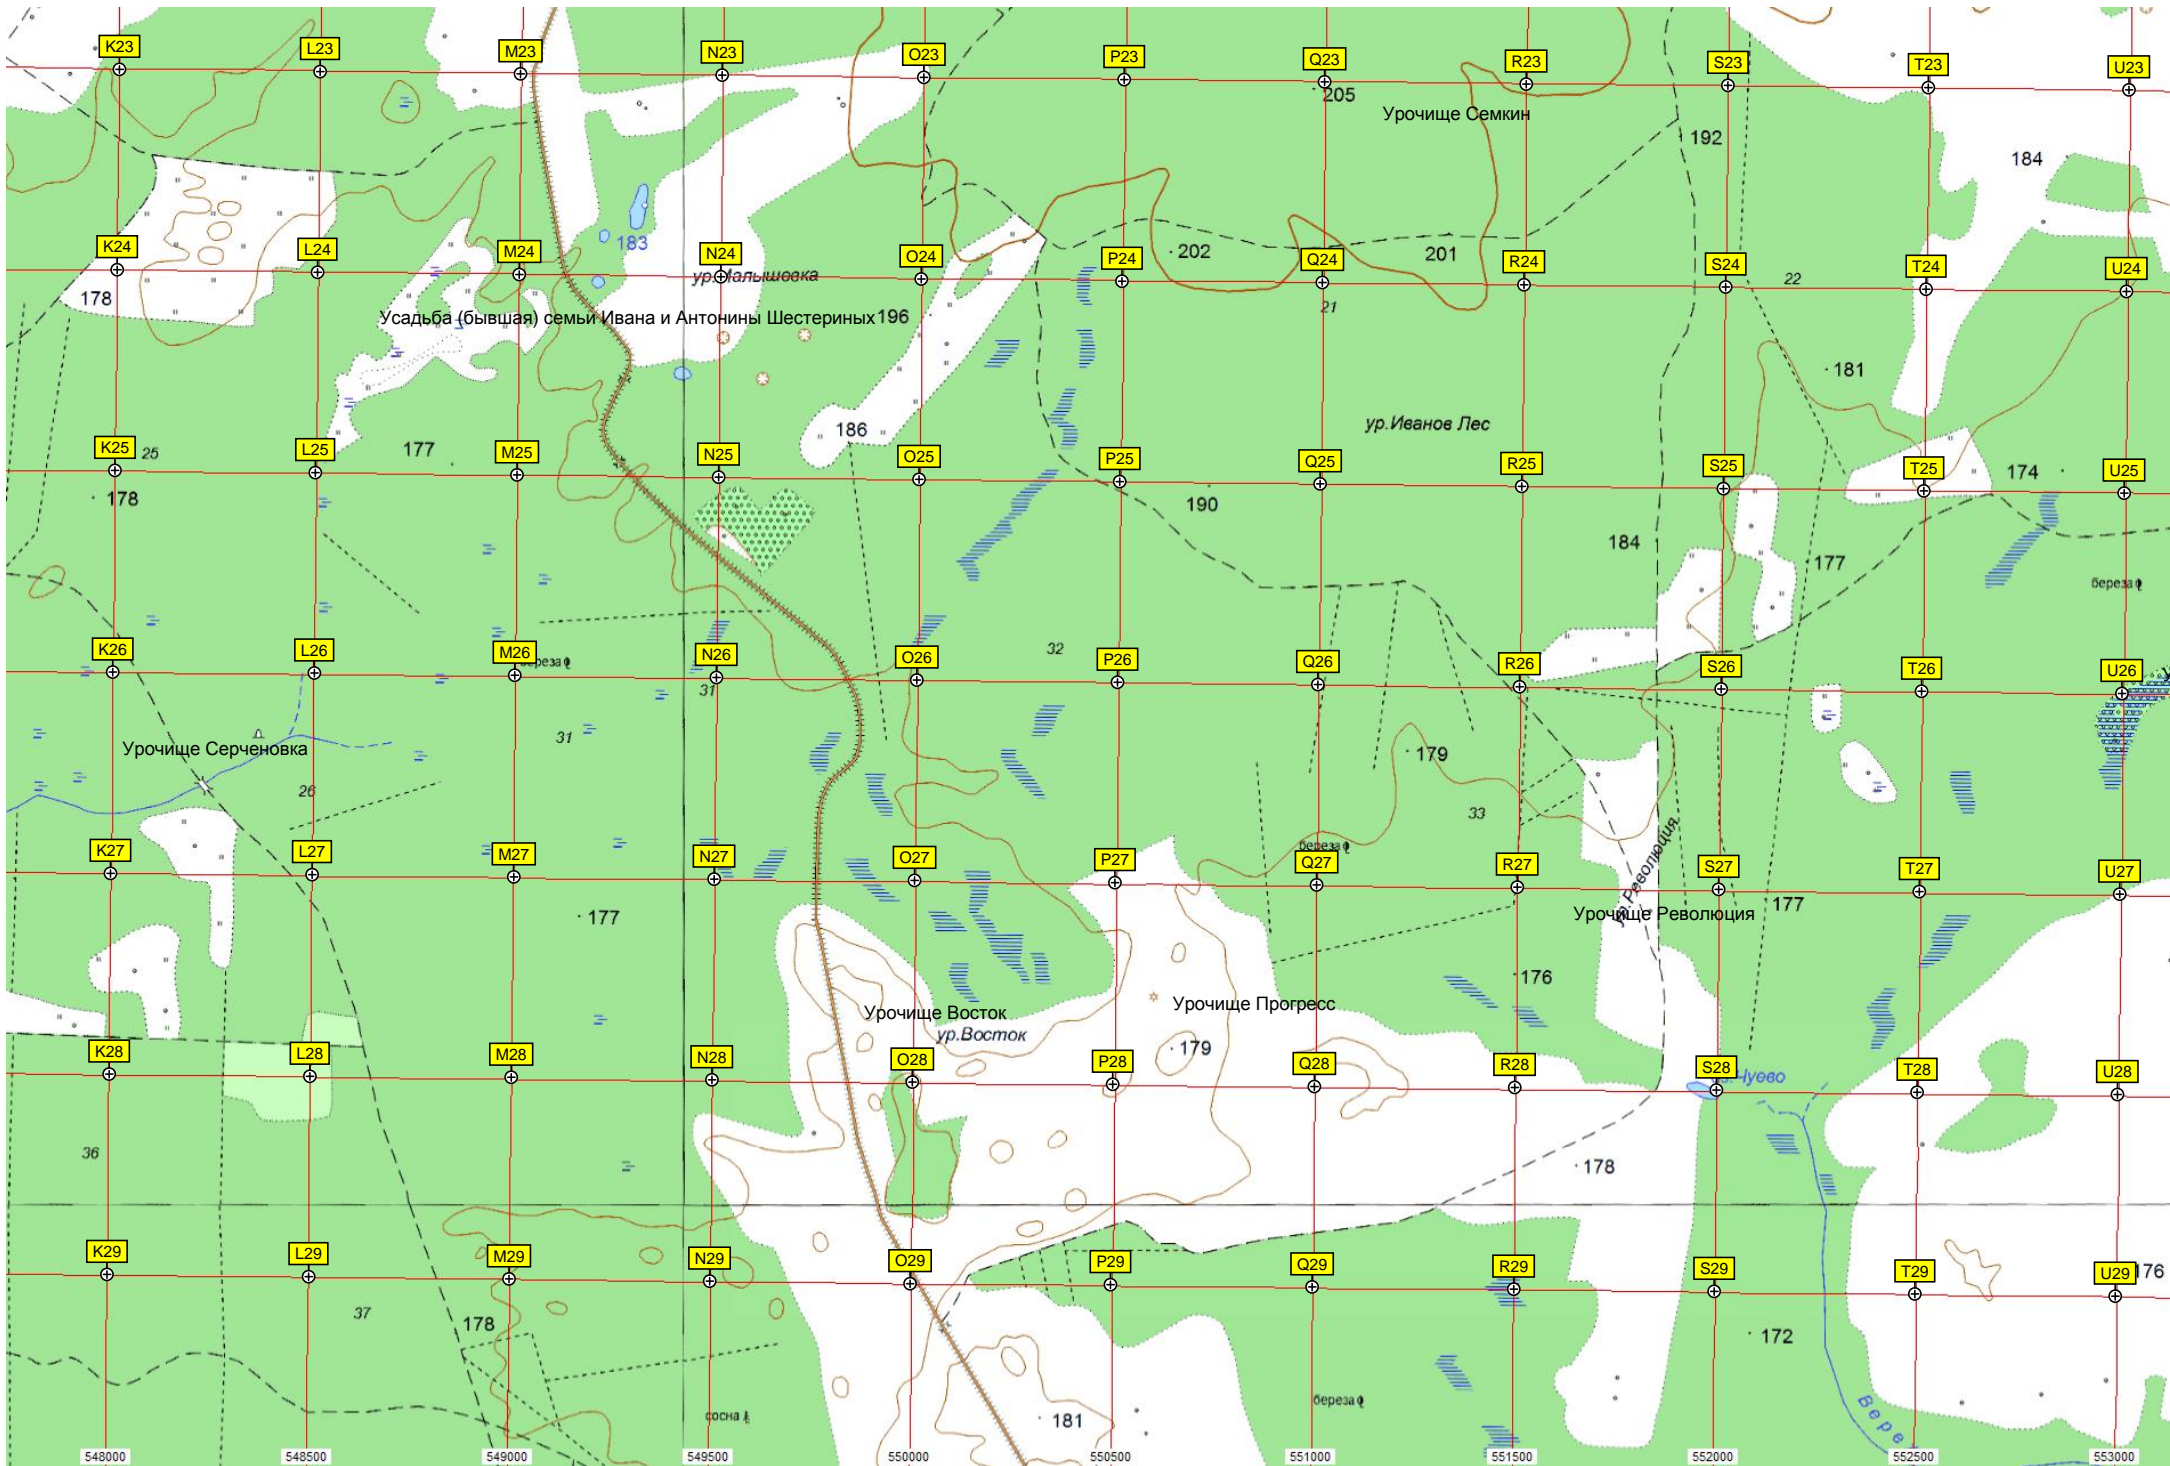 K23 L23 M23 N23 O23 P23 Q23 R23 S23 T23 U23
205
Урочище Семкин
192
184
183
K24 L24 M24 N24 O24 P24 Q24 R24 S24 T24 U24
202
201
ур.Малышовка
22
178
21
Усадьба (бывшая) семьи Ивана и Антонины Шестериных
196
181
186
ур.Иванов Лес
177
K25 L25 M25 N25 O25 P25 Q25 R25 S25 T25 U25
25
174
178
190
184
177
береза
32
K26 L26 M26 N26 O26 P26 Q26 R26 S26 T26 U26
береза
31
31
Урочище Серченовка
179
26
33
береза
K27 L27 M27 N27 O27 P27 Q27 R27 S27 T27 U27
ур.Революция
177
Урочище Революция
177
176
Урочище Прогресс
Урочище Восток
ур.Восток
179
K28 L28 M28 N28 O28 P28 Q28 R28 S28 T28 U28
оз.Чуево
36
178
K29 L29 M29 N29 O29 P29 Q29 R29 S29 T29 U29
176
37
178
172
береза
сосна
181
Вере
548000 548500 549000 549500 550000 550500 551000 551500 552000 552500 553000